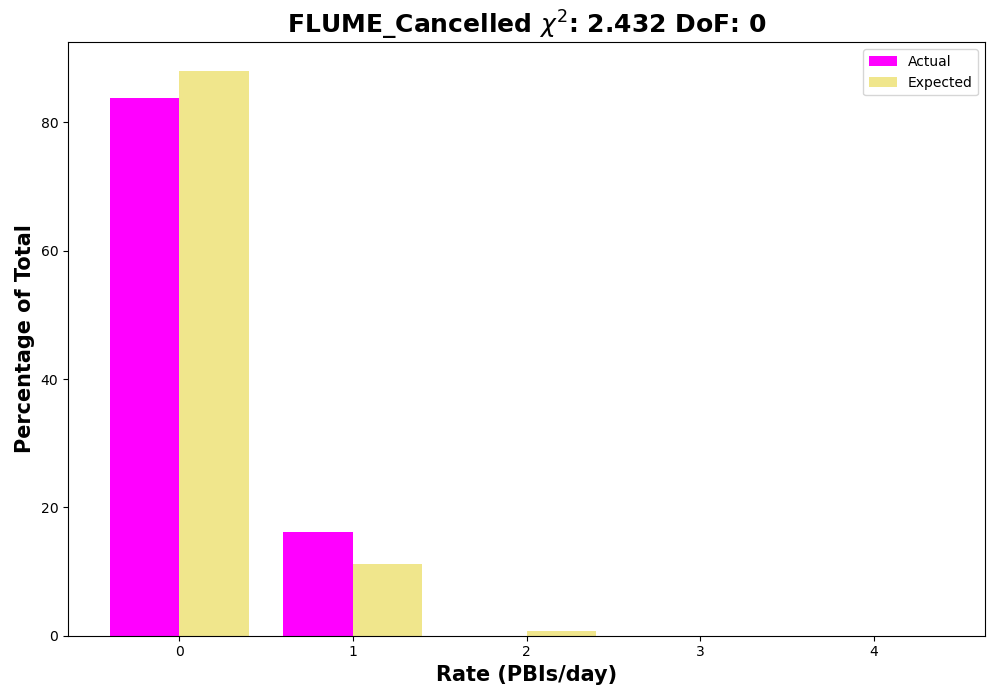 FLUME_Cancelled χ²: 2.432 DoF: 0
Actual
Expected
Percentage of Total
80
60
40
20
0
0 1 2 3 4
Rate (PBIs/day)